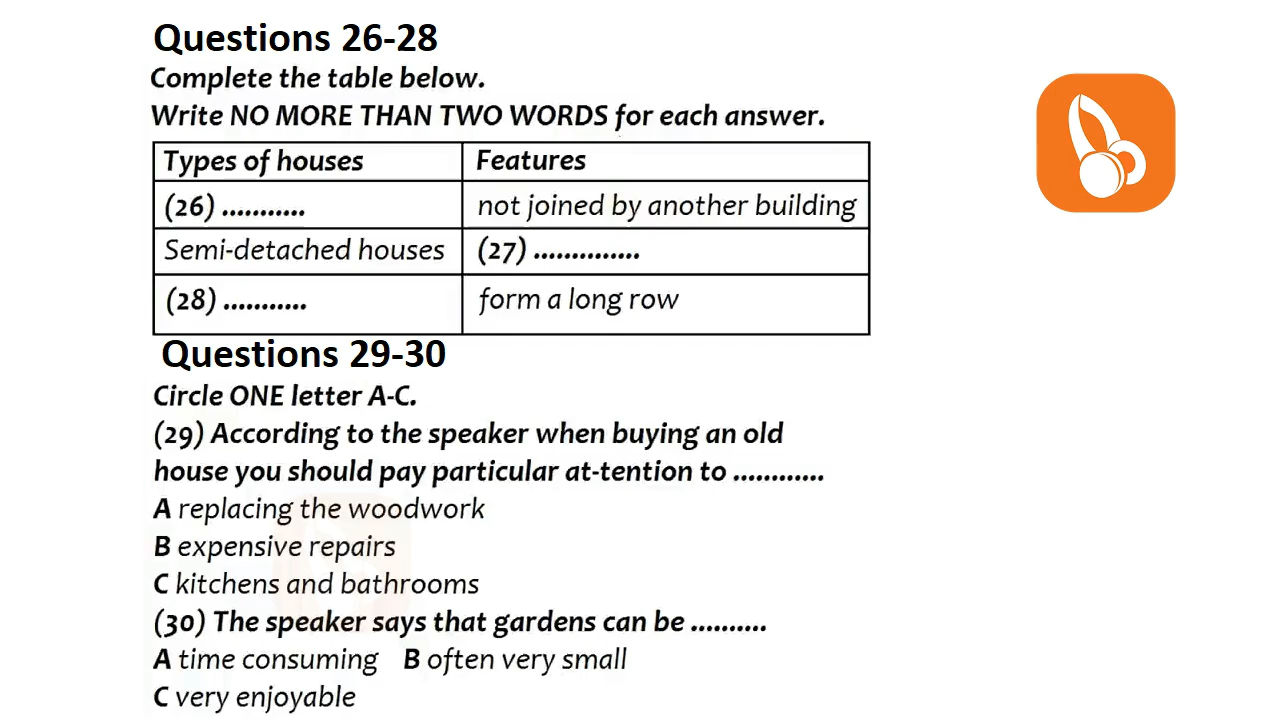 Questions 26-28
Complete the table below.
Write NO MORE THAN TWO WORDS for each answer.
Types of houses Features
(26) ........... not joined by another building
Semi-detached houses (27) ..............
(28) ........... form a long row
Questions 29-30
Circle ONE letter A-C.
(29) According to the speaker when buying an old
house you should pay particular at-tention to ............
A replacing the woodwork
B expensive repairs
C kitchens and bathrooms
(30) The speaker says that gardens can be ..........
A time consuming B often very small
C very enjoyable